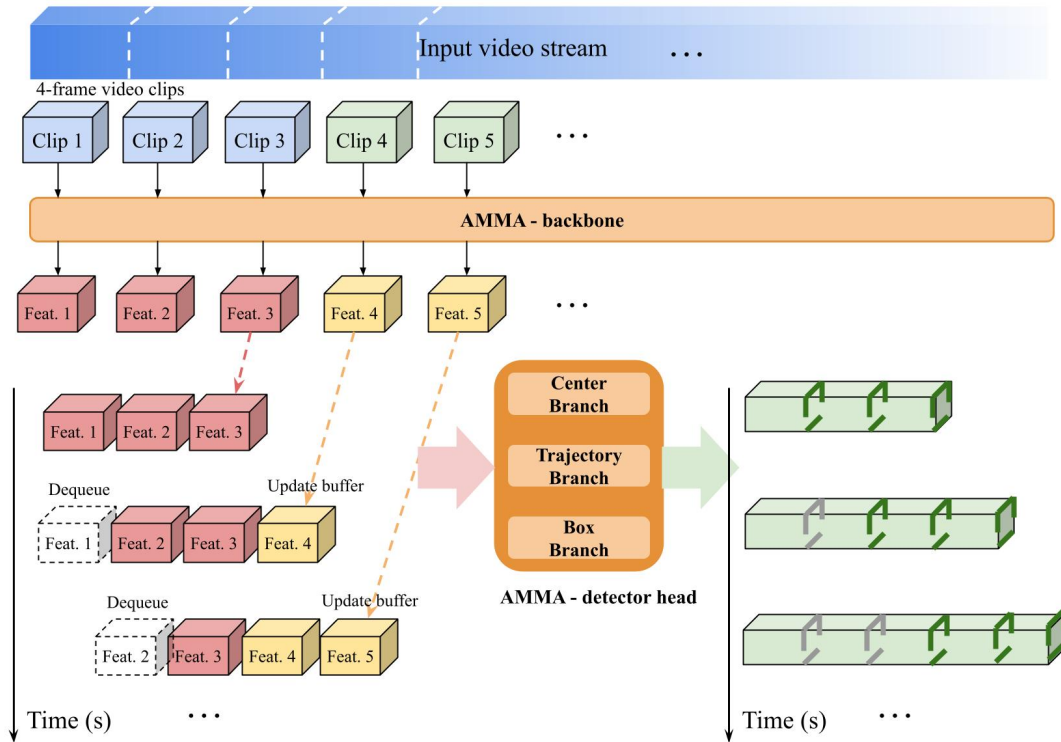 Input video stream ...
4-frame video clips
Clip 1
Clip 2
Clip 3
Clip 4
Clip 5
...
AMMA - backbone
Feat. 1
Feat. 2
Feat. 3
Feat. 4
Feat. 5
...
Feat. 1
Feat. 2
Feat. 3
Center
Branch
Trajectory
Branch
Box
Branch
AMMA - detector head
Dequeue
Update buffer
Feat. 1
Feat. 2
Feat. 3
Feat. 4
Dequeue
Update buffer
Feat. 2
Feat. 3
Feat. 4
Feat. 5
Time (s)
...
Time (s)
...